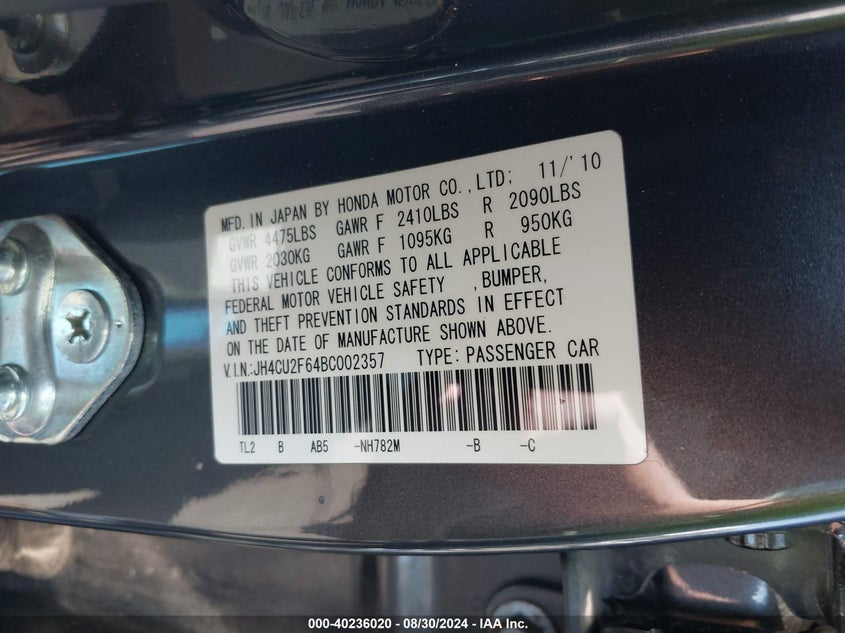 MFD. IN JAPAN BY HONDA MOTOR CO.,LTD; 11/'10
GVWR 4475LBS GAWR F 2410LBS R 2090LBS
GVWR 2030KG GAWR F 1095KG R 950KG
THIS VEHICLE CONFORMS TO ALL APPLICABLE
FEDERAL MOTOR VEHICLE SAFETY ,BUMPER,
AND THEFT PREVENTION STANDARDS IN EFFECT
ON THE DATE OF MANUFACTURE SHOWN ABOVE.
V.I.N.:JH4CU2F64BC002357 TYPE: PASSENGER CAR
TL2 B AB5 -NH782M -B -C
000-40236020 - 08/30/2024 - IAA Inc.